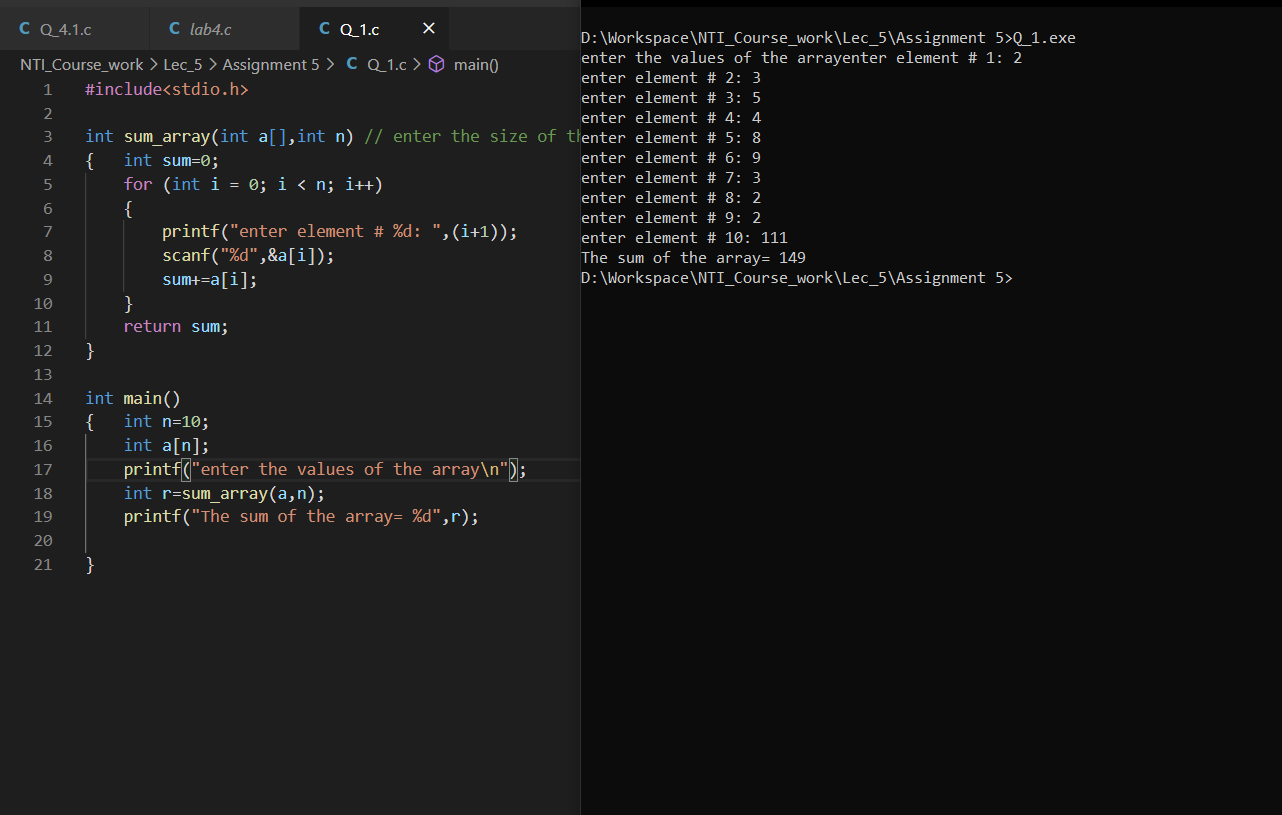 C Q_4.1.c C lab4.c C Q_1.c ×
NTI_Course_work > Lec_5 > Assignment 5 > C Q_1.c > main()
1 #include<stdio.h>
2
3 int sum_array(int a[],int n) // enter the size of th
4 { int sum=0;
5 for (int i = 0; i < n; i++)
6 {
7 printf("enter element # %d: ",(i+1));
8 scanf("%d",&a[i]);
9 sum+=a[i];
10 }
11 return sum;
12 }
13
14 int main()
15 { int n=10;
16 int a[n];
17 printf("enter the values of the array\n");
18 int r=sum_array(a,n);
19 printf("The sum of the array= %d",r);
20
21 }
D:\Workspace\NTI_Course_work\Lec_5\Assignment 5>Q_1.exe
enter the values of the arrayenter element # 1: 2
enter element # 2: 3
enter element # 3: 5
enter element # 4: 4
enter element # 5: 8
enter element # 6: 9
enter element # 7: 3
enter element # 8: 2
enter element # 9: 2
enter element # 10: 111
The sum of the array= 149
D:\Workspace\NTI_Course_work\Lec_5\Assignment 5>